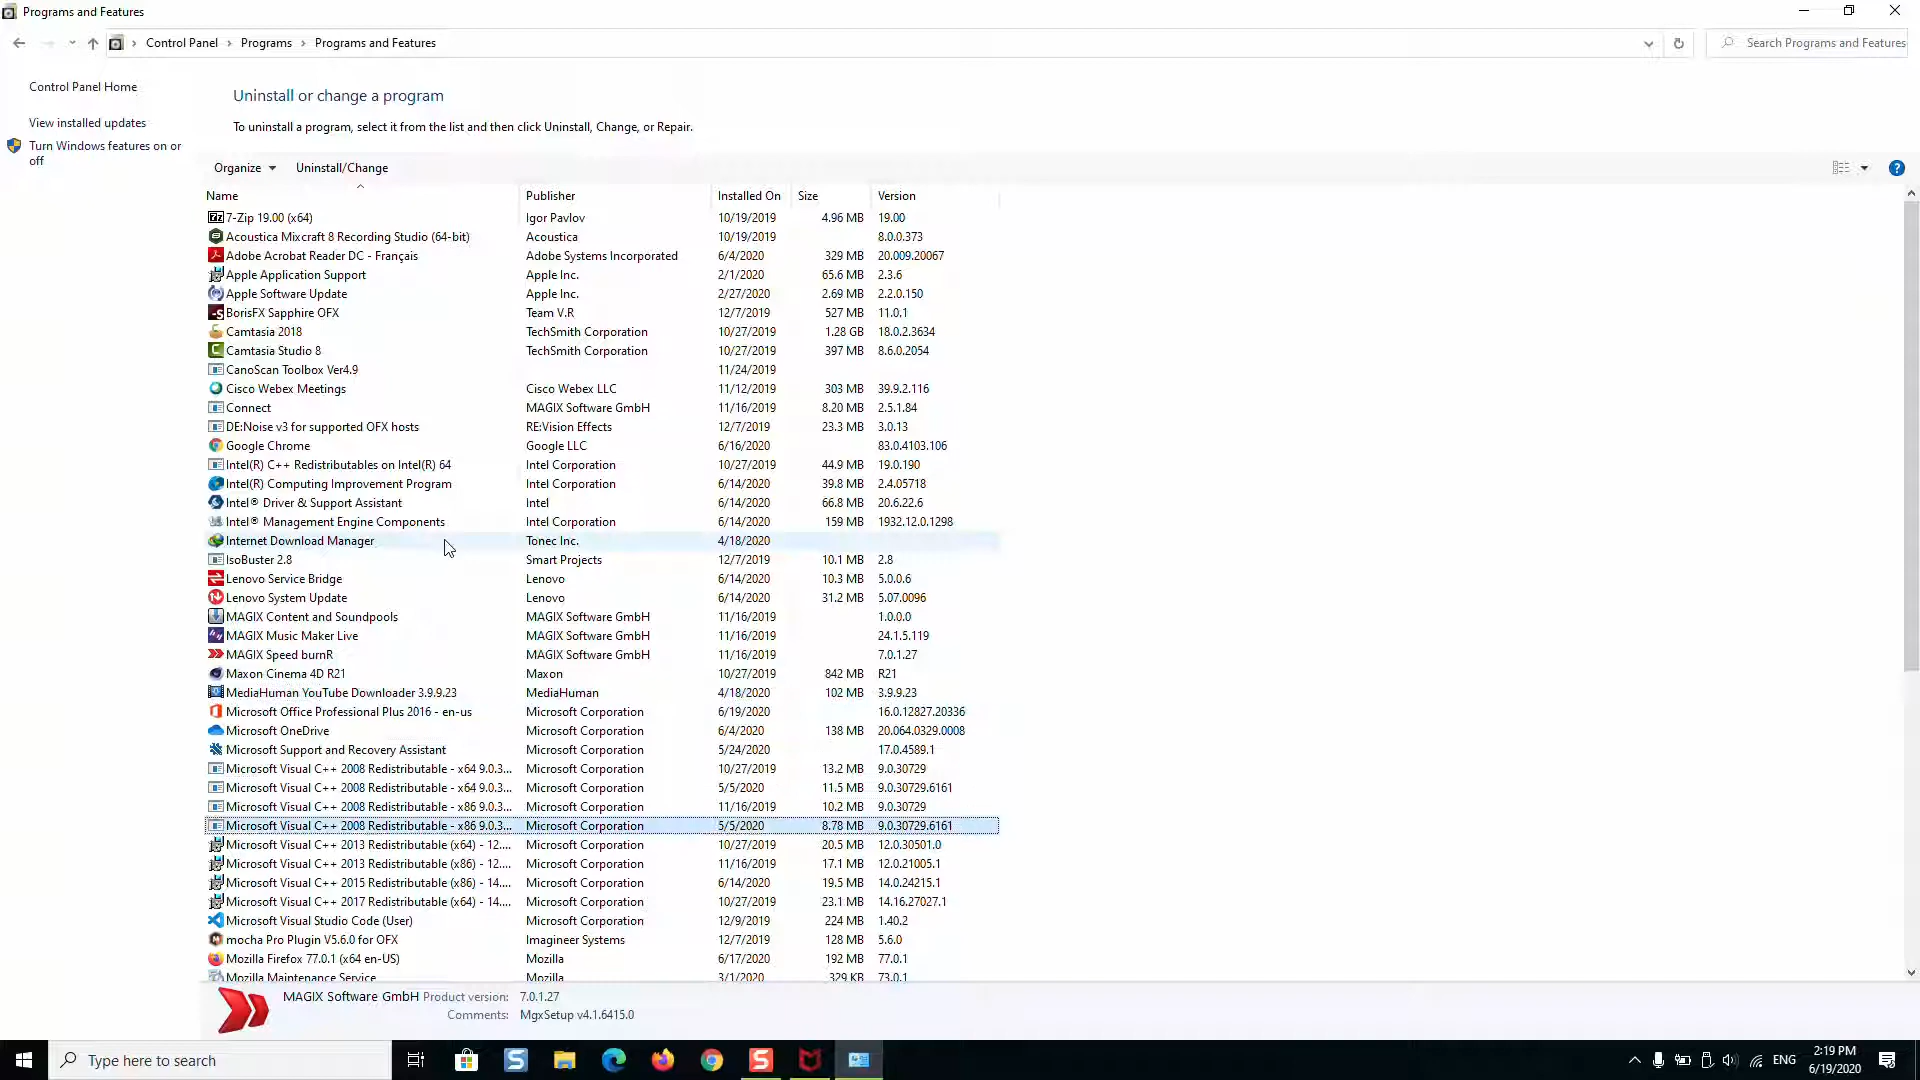 Programs and Features
Control Panel > Programs > Programs and Features
Search Programs and Features
Control Panel Home
View installed updates
Turn Windows features on or
off
Uninstall or change a program
To uninstall a program, select it from the list and then click Uninstall, Change, or Repair.
Organize Uninstall/Change
Name Publisher Installed On Size Version
7-Zip 19.00 (x64) Igor Pavlov 10/19/2019 4.96 MB 19.00
Acoustica Mixcraft 8 Recording Studio (64-bit) Acoustica 10/19/2019 8.0.0.373
Adobe Acrobat Reader DC - Français Adobe Systems Incorporated 6/4/2020 329 MB 20.009.20067
Apple Application Support Apple Inc. 2/1/2020 65.6 MB 2.3.6
Apple Software Update Apple Inc. 2/27/2020 2.69 MB 2.2.0.150
BorisFX Sapphire OFX Team V.R 12/7/2019 527 MB 11.0.1
Camtasia 2018 TechSmith Corporation 10/27/2019 1.28 GB 18.0.2.3634
Camtasia Studio 8 TechSmith Corporation 10/27/2019 397 MB 8.6.0.2054
CanoScan Toolbox Ver4.9 11/24/2019
Cisco Webex Meetings Cisco Webex LLC 11/12/2019 303 MB 39.9.2.116
Connect MAGIX Software GmbH 11/16/2019 8.20 MB 2.5.1.84
DE:Noise v3 for supported OFX hosts RE:Vision Effects 12/7/2019 23.3 MB 3.0.13
Google Chrome Google LLC 6/16/2020 83.0.4103.106
Intel(R) C++ Redistributables on Intel(R) 64 Intel Corporation 10/27/2019 44.9 MB 19.0.190
Intel(R) Computing Improvement Program Intel Corporation 6/14/2020 39.8 MB 2.4.05718
Intel® Driver & Support Assistant Intel 6/14/2020 66.8 MB 20.6.22.6
Intel® Management Engine Components Intel Corporation 6/14/2020 159 MB 1932.12.0.1298
Internet Download Manager Tonec Inc. 4/18/2020
IsoBuster 2.8 Smart Projects 12/7/2019 10.1 MB 2.8
Lenovo Service Bridge Lenovo 6/14/2020 10.3 MB 5.0.0.6
Lenovo System Update Lenovo 6/14/2020 31.2 MB 5.07.0096
MAGIX Content and Soundpools MAGIX Software GmbH 11/16/2019 1.0.0.0
MAGIX Music Maker Live MAGIX Software GmbH 11/16/2019 24.1.5.119
MAGIX Speed burnR MAGIX Software GmbH 11/16/2019 7.0.1.27
Maxon Cinema 4D R21 Maxon 10/27/2019 842 MB R21
MediaHuman YouTube Downloader 3.9.9.23 MediaHuman 4/18/2020 102 MB 3.9.9.23
Microsoft Office Professional Plus 2016 - en-us Microsoft Corporation 6/19/2020 16.0.12827.20336
Microsoft OneDrive Microsoft Corporation 6/4/2020 138 MB 20.064.0329.0008
Microsoft Support and Recovery Assistant Microsoft Corporation 5/24/2020 17.0.4589.1
Microsoft Visual C++ 2008 Redistributable - x64 9.0.3... Microsoft Corporation 10/27/2019 13.2 MB 9.0.30729
Microsoft Visual C++ 2008 Redistributable - x64 9.0.3... Microsoft Corporation 5/5/2020 11.5 MB 9.0.30729.6161
Microsoft Visual C++ 2008 Redistributable - x86 9.0.3... Microsoft Corporation 11/16/2019 10.2 MB 9.0.30729
Microsoft Visual C++ 2008 Redistributable - x86 9.0.3... Microsoft Corporation 5/5/2020 8.78 MB 9.0.30729.6161
Microsoft Visual C++ 2013 Redistributable (x64) - 12.... Microsoft Corporation 10/27/2019 20.5 MB 12.0.30501.0
Microsoft Visual C++ 2013 Redistributable (x86) - 12.... Microsoft Corporation 11/16/2019 17.1 MB 12.0.21005.1
Microsoft Visual C++ 2015 Redistributable (x86) - 14.... Microsoft Corporation 6/14/2020 19.5 MB 14.0.24215.1
Microsoft Visual C++ 2017 Redistributable (x64) - 14.... Microsoft Corporation 10/27/2019 23.1 MB 14.16.27027.1
Microsoft Visual Studio Code (User) Microsoft Corporation 12/9/2019 224 MB 1.40.2
mocha Pro Plugin V5.6.0 for OFX Imagineer Systems 12/7/2019 128 MB 5.6.0
Mozilla Firefox 77.0.1 (x64 en-US) Mozilla 6/17/2020 192 MB 77.0.1
Mozilla Maintenance Service Mozilla 3/1/2020 329 KB 73.0.1
MAGIX Software GmbH Product version: 7.0.1.27
Comments: MgxSetup v4.1.6415.0
Type here to search
ENG
2:19 PM
6/19/2020